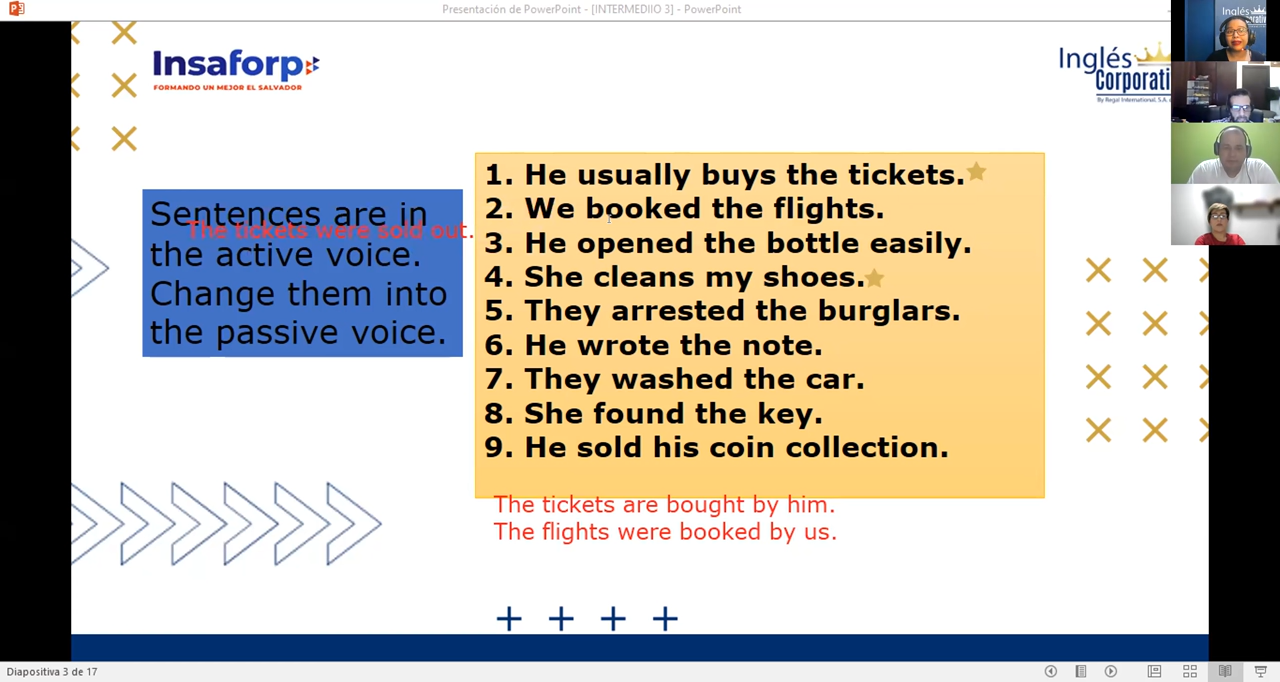 Presentación de PowerPoint - [INTERMEDIIO 3] - PowerPoint
Insaforp
FORMANDO UN MEJOR EL SALVADOR
Inglés
Corporati
By Regal International, S.A.
Sentences are in
the active voice.
Change them into
the passive voice.
The tickets were sold out.
1. He usually buys the tickets.
2. We booked the flights.
3. He opened the bottle easily.
4. She cleans my shoes.
5. They arrested the burglars.
6. He wrote the note.
7. They washed the car.
8. She found the key.
9. He sold his coin collection.
The tickets are bought by him.
The flights were booked by us.
Diapositiva 3 de 17